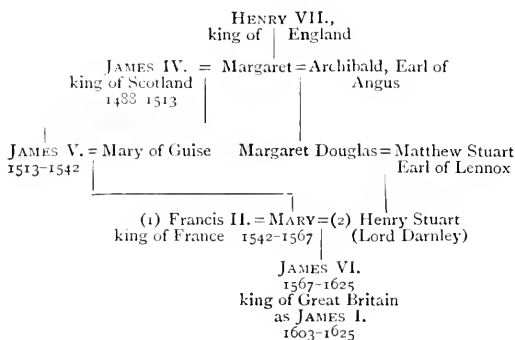 HENRY VII.,
king of England
JAMES IV. = Margaret = Archibald, Earl of
king of Scotland Angus
1488 1513
JAMES V. = Mary of Guise Margaret Douglas = Matthew Stuart
1513-1542 Earl of Lennox
(1) Francis II. = MARY = (2) Henry Stuart
king of France 1542-1567 (Lord Darnley)
JAMES VI.
1567-1625
king of Great Britain
as JAMES I.
1603-1625